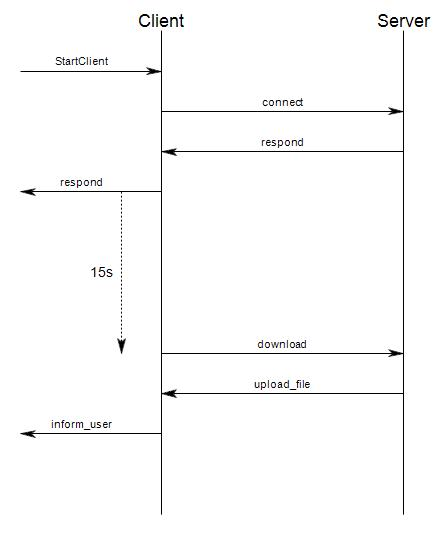 Client Server
StartClient
connect
respond
respond
15s
download
upload_file
inform_user